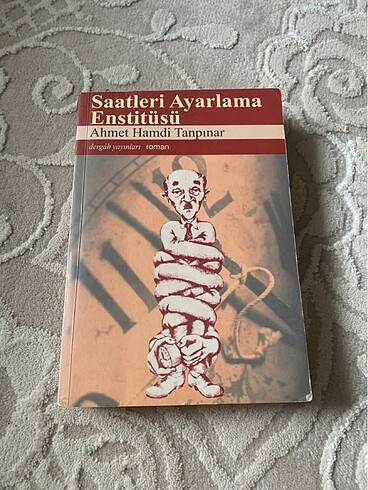 Saatleri Ayarlama
Enstitüsü
Ahmet Hamdi Tanpınar
dergâh yayınları roman